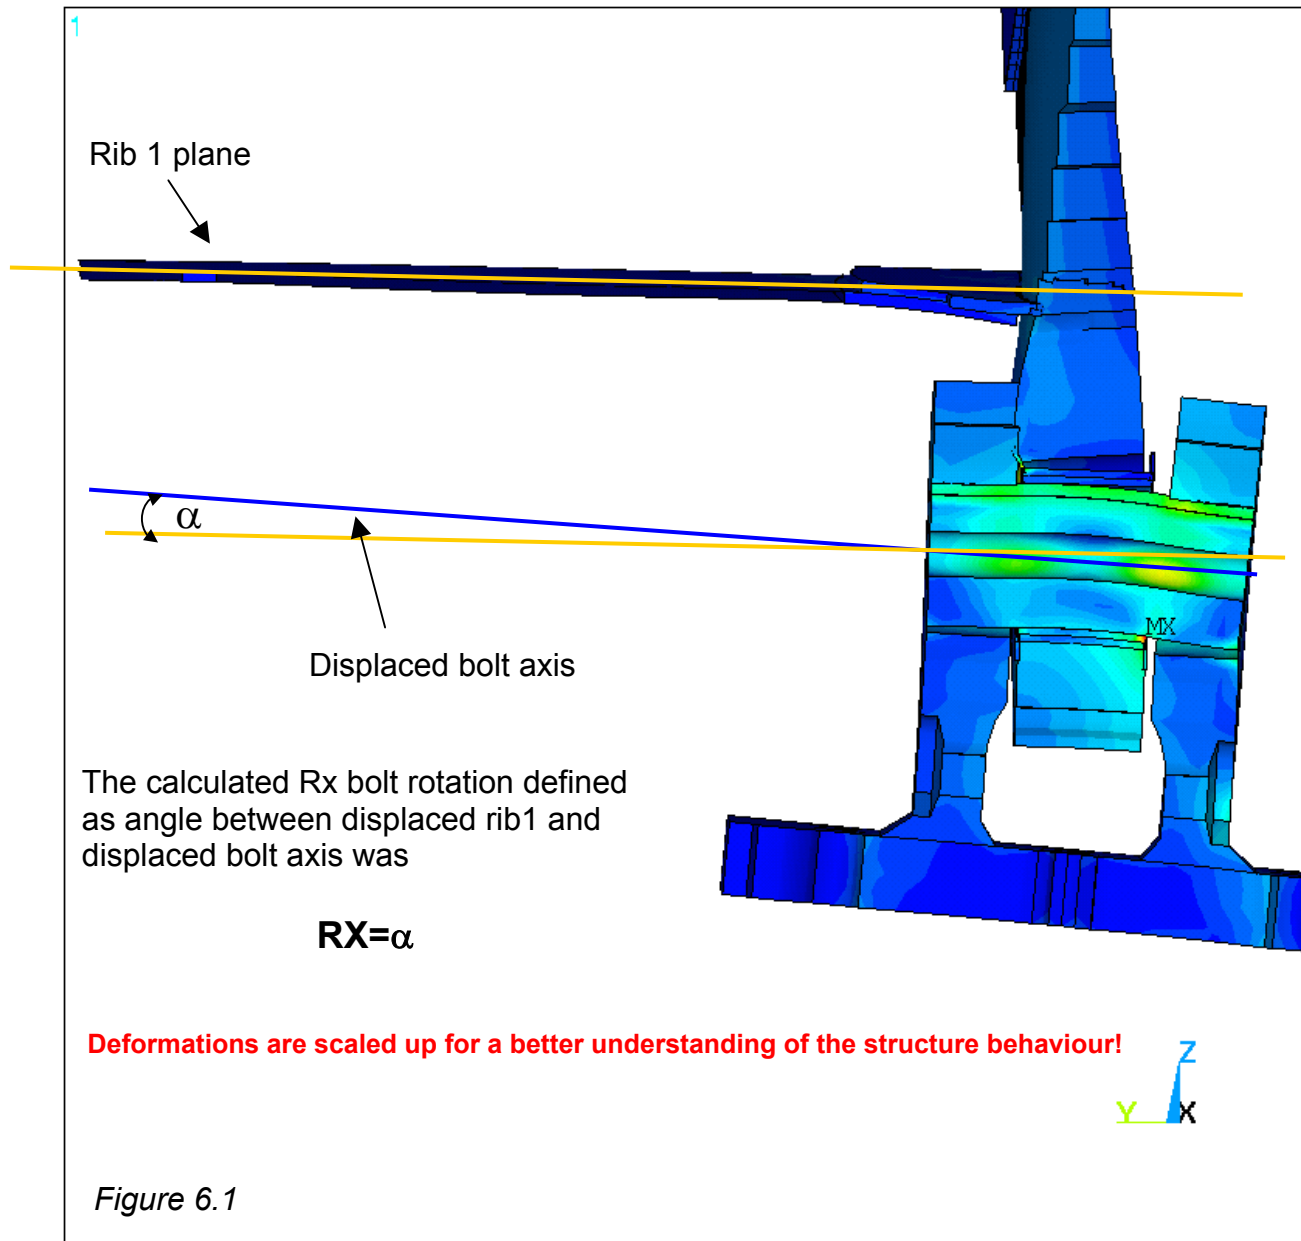 1
Rib 1 plane
α
Displaced bolt axis
MX
The calculated Rx bolt rotation defined
as angle between displaced rib1 and
displaced bolt axis was
RX=α
Deformations are scaled up for a better understanding of the structure behaviour!
Z
Y X
Figure 6.1